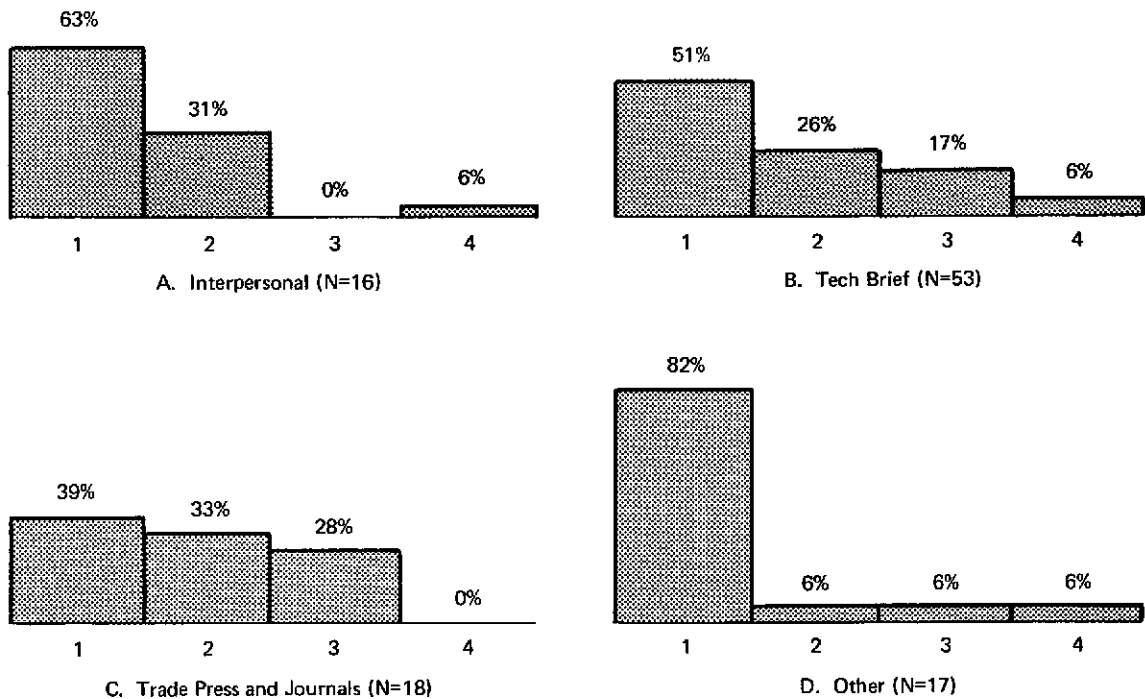 63%
31%
0%
6%
1 2 3 4
A. Interpersonal (N=16)
51%
26%
17%
6%
1 2 3 4
B. Tech Brief (N=53)
39%
33%
28%
0%
1 2 3 4
C. Trade Press and Journals (N=18)
82%
6%
6%
6%
1 2 3 4
D. Other (N=17)